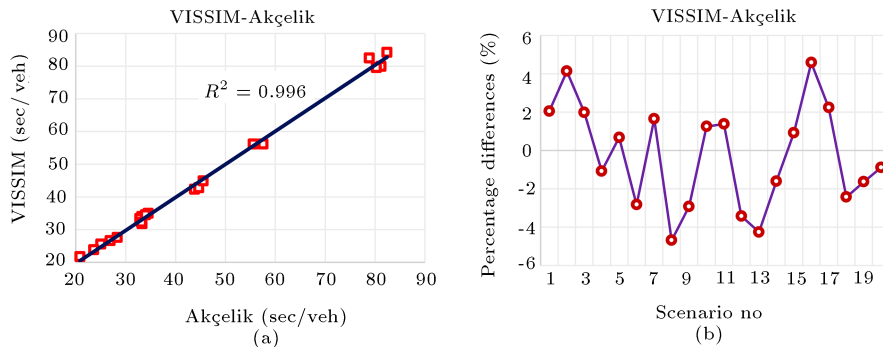 VISSIM-Akçelik
VISSIM (sec/ veh)
90
80
70
60
50
40
30
20
R² = 0.996
20 30 40 50 60 70 80 90
Akçelik (sec/veh)
(a)
VISSIM-Akçelik
Percentage differences (%)
6
4
2
0
-2
-4
-6
1 3 5 7 9 11 13 15 17 19
Scenario no
(b)